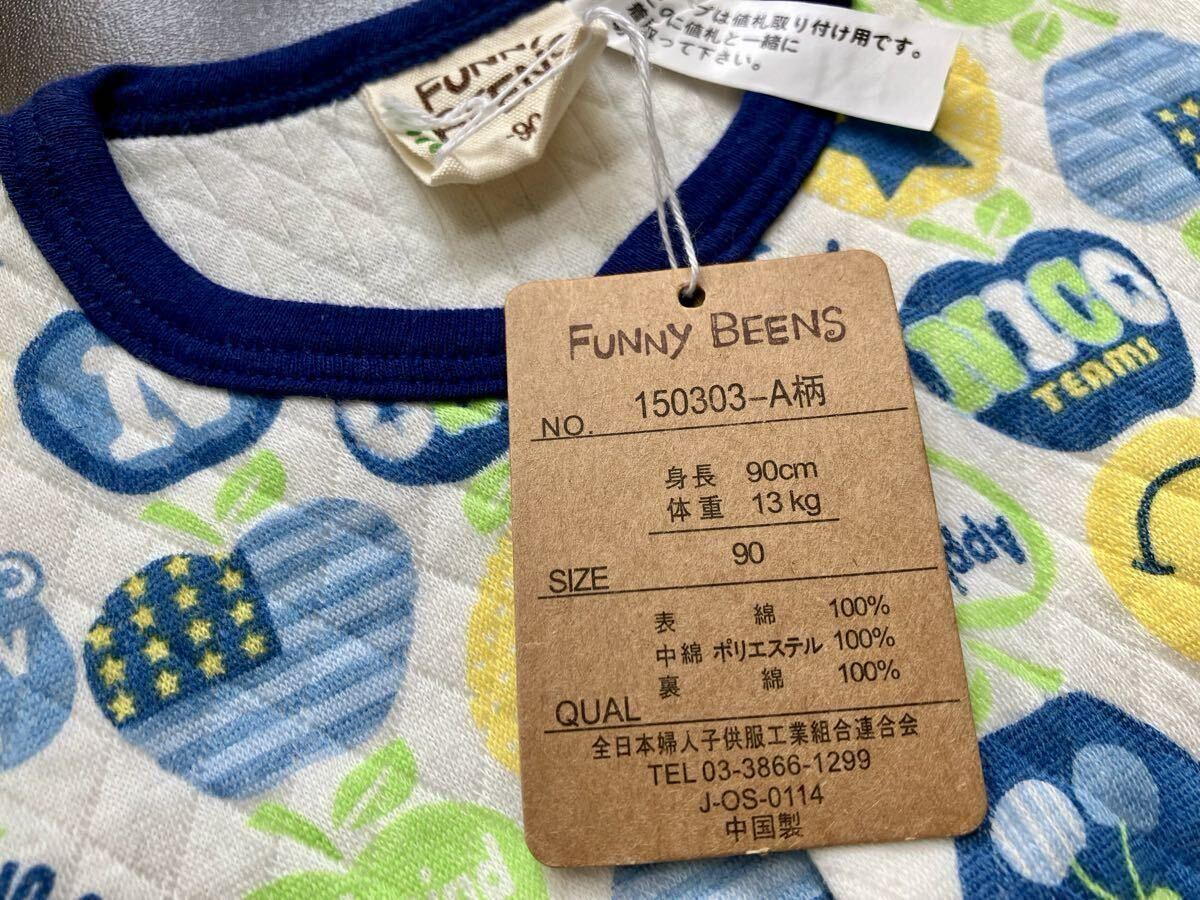 プは値札取り付け用です。
に値札と一緒に
取って下さい。
FUNNY
90
FUNNY BEENS
NO. 150303-A柄
身長 90cm
体重 13kg
SIZE 90
表 綿 100%
中綿 ポリエステル 100%
裏 綿 100%
QUAL
全日本婦人子供服工業組合連合会
TEL 03-3866-1299
J-OS-0114
中国製
NICO
TEAMS
N